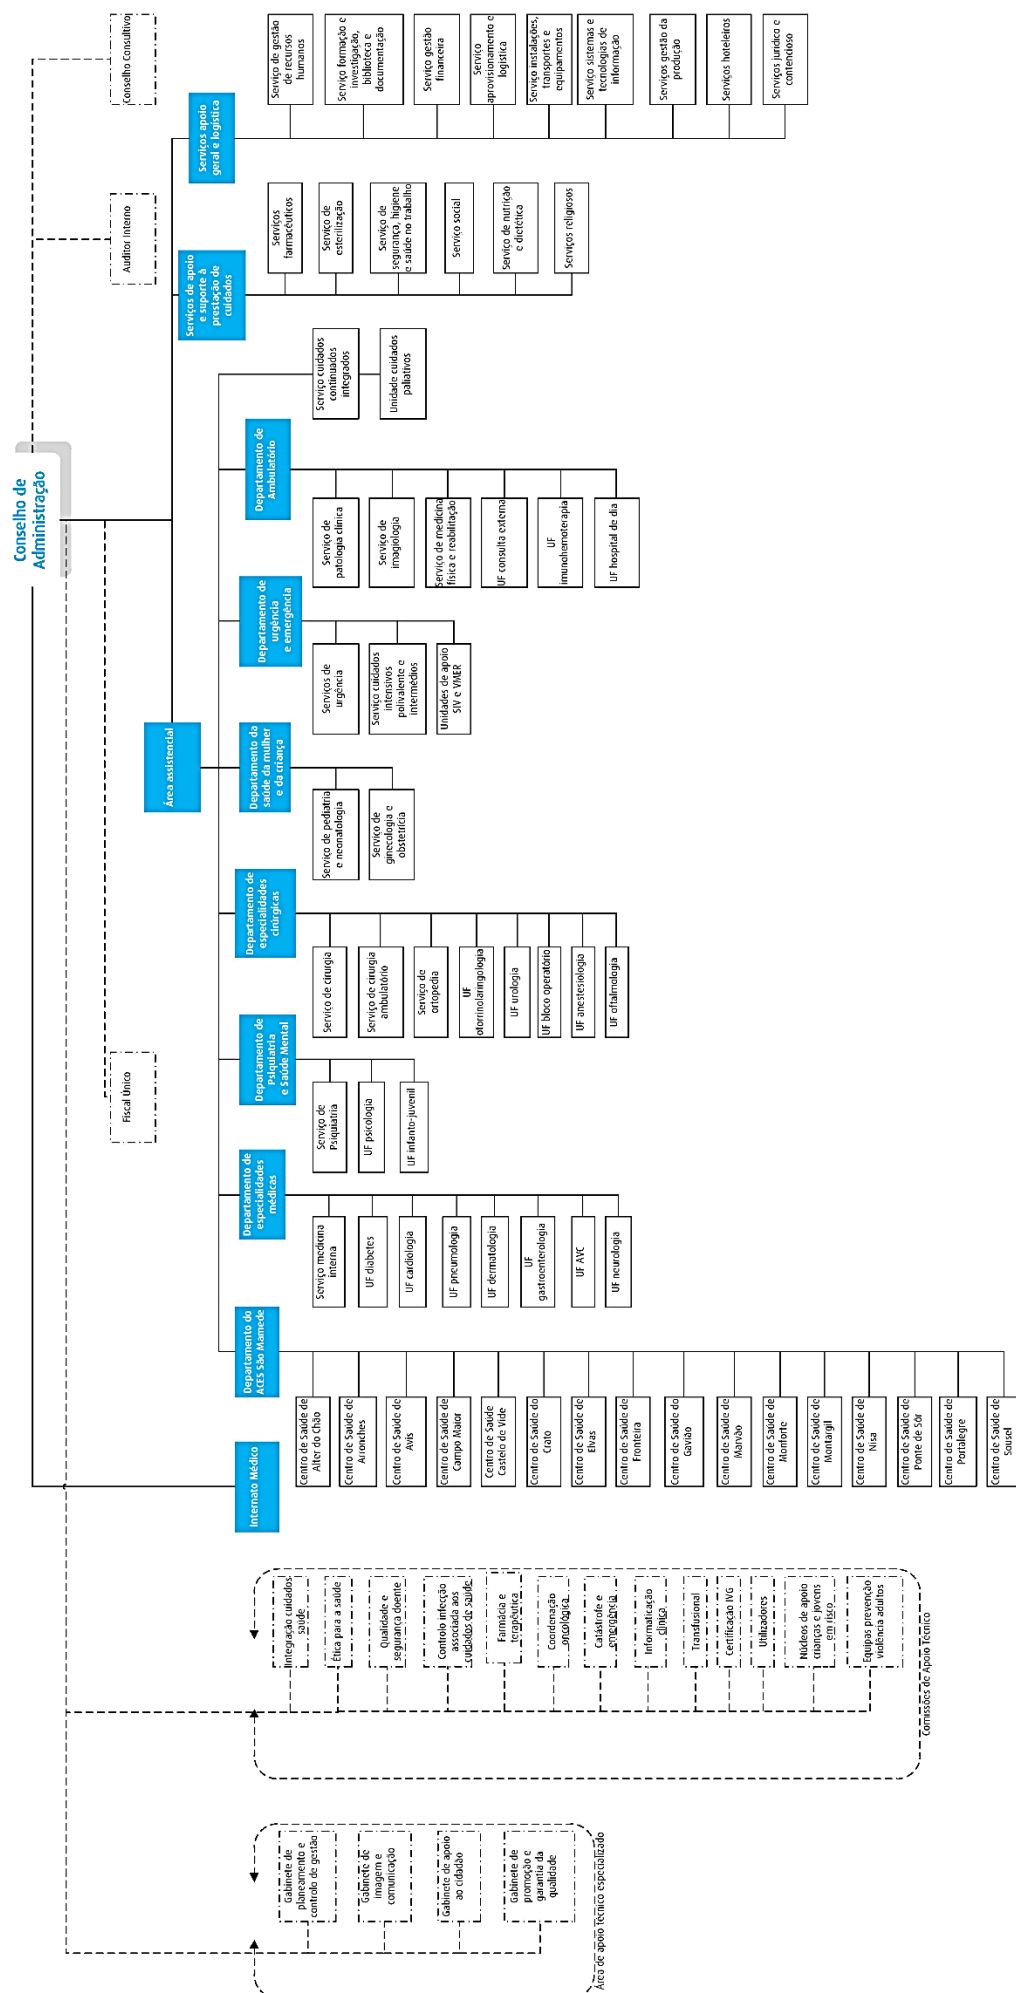 Conselho de
Administração
Conselho Consultivo
Auditor Interno
Fiscal Único
Serviços apoio
geral e logística
Serviço de gestão
de recursos
humanos
Serviço formação e
investigação,
biblioteca e
documentação
Serviço gestão
financeira
Serviço
aprovisionamento e
logística
Serviço instalações,
transportes e
equipamentos
Serviço sistemas e
tecnologias de
informação
Serviços gestão da
produção
Serviços hoteleiros
Serviços jurídico e
contencioso
Serviços de apoio
e suporte à
prestação de
cuidados
Serviços
farmacêuticos
Serviço de
esterilização
Serviço de
segurança, higiene
e saúde no trabalho
Serviço social
Serviço de nutrição
e dietética
Serviços religiosos
Área assistencial
Serviço cuidados
continuados
integrados
Unidade cuidados
paliativos
Departamento de
Ambulatório
Serviço de
patologia clínica
Serviço de
imagiologia
Serviço de medicina
física e reabilitação
UF consulta externa
UF
imunohemoterapia
UF hospital de dia
Departamento de
urgência
e emergência
Serviços de
urgência
Serviço cuidados
intensivos
polivalente e
intermédios
Unidades de apoio
SIV e VMER
Departamento da
saúde da mulher
e da criança
Serviço de pediatria
e neonatologia
Serviço de
ginecologia e
obstetrícia
Departamento de
especialidades
cirúrgicas
Serviço de cirurgia
Serviço de cirurgia
ambulatório
Serviço de
ortopedia
UF
otorrinolaringologia
UF urologia
UF bloco operatório
UF anestesiologia
UF oftalmologia
Departamento de
Psiquiatria
e Saúde Mental
Serviço de
Psiquiatria
UF psicologia
UF infanto-juvenil
Departamento de
especialidades
médicas
Serviço medicina
interna
UF diabetes
UF cardiologia
UF pneumologia
UF dermatologia
UF
gastroenterologia
UF AVC
UF neurologia
Departamento do
ACES São Mamede
Centro de Saúde de
Alter do Chão
Centro de Saúde de
Arronches
Centro de Saúde de
Avis
Centro de Saúde de
Campo Maior
Centro de Saúde
Castelo de Vide
Centro de Saúde do
Crato
Centro de Saúde de
Elvas
Centro de Saúde de
Fronteira
Centro de Saúde de
Gavião
Centro de Saúde de
Marvão
Centro de Saúde de
Monforte
Centro de Saúde de
Montargil
Centro de Saúde de
Nisa
Centro de Saúde de
Ponte de Sôr
Centro de Saúde de
Portalegre
Centro de Saúde de
Sousel
Internato Médico
Integração cuidados
saúde
Ética para a saúde
Qualidade e
segurança doente
Controlo infecção
associada aos
cuidados de saúde
Farmácia e
terapêutica
Coordenação
oncológica
Catástrofe e
emergência
Informatização
clínica
Transfusional
Certificação IVG
Utilizadores
Núcleos de apoio
crianças e jovens
em risco
Equipas prevenção
violência adultos
Comissões de Apoio Técnico
Gabinete de
planeamento e
controlo de gestão
Gabinete de
imagem e
comunicação
Gabinete de apoio
ao cidadão
Gabinete de
promoção e
garantia da
qualidade
Área de apoio técnico especializado